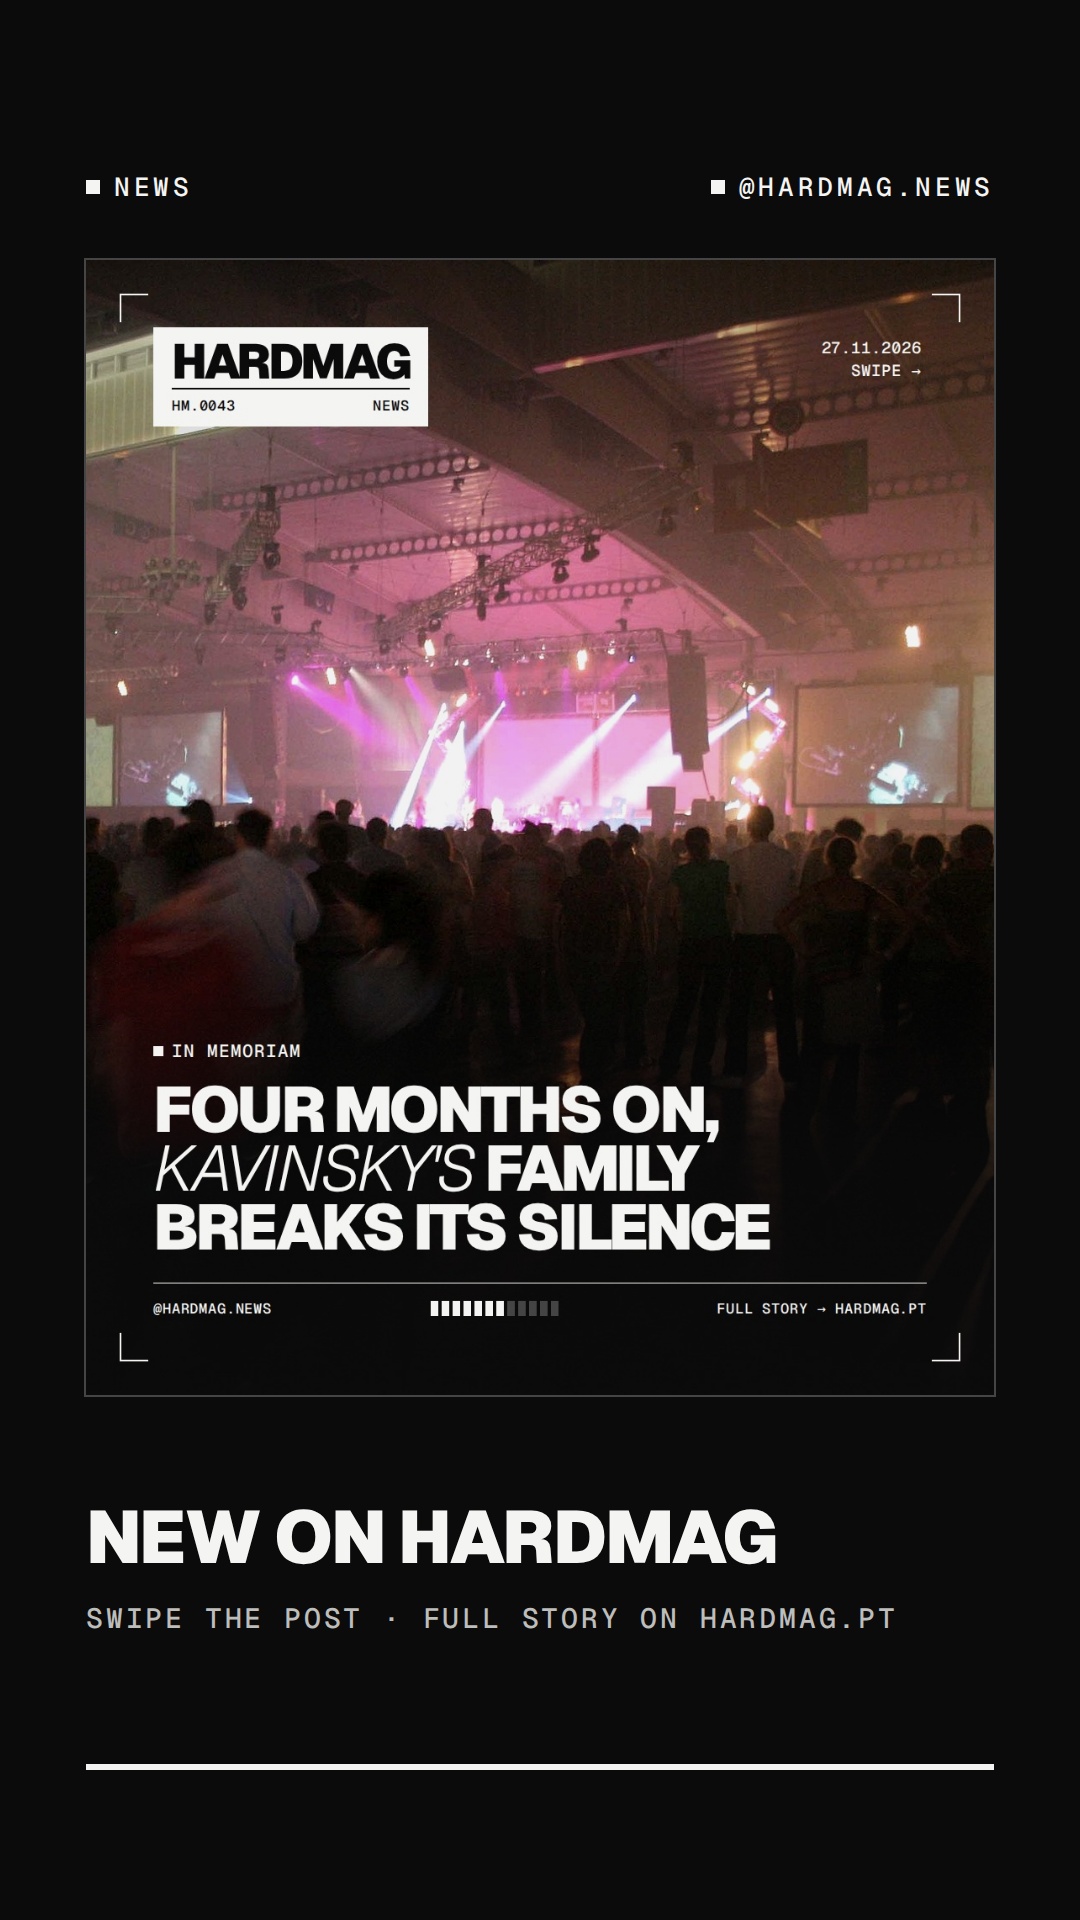 NEWS
@HARDMAG.NEWS
HARDMAG
HM.0043 NEWS
27.11.2026
SWIPE →
IN MEMORIAM
FOUR MONTHS ON,
KAVINSKY'S FAMILY
BREAKS ITS SILENCE
@HARDMAG.NEWS
FULL STORY → HARDMAG.PT
NEW ON HARDMAG
SWIPE THE POST · FULL STORY ON HARDMAG.PT